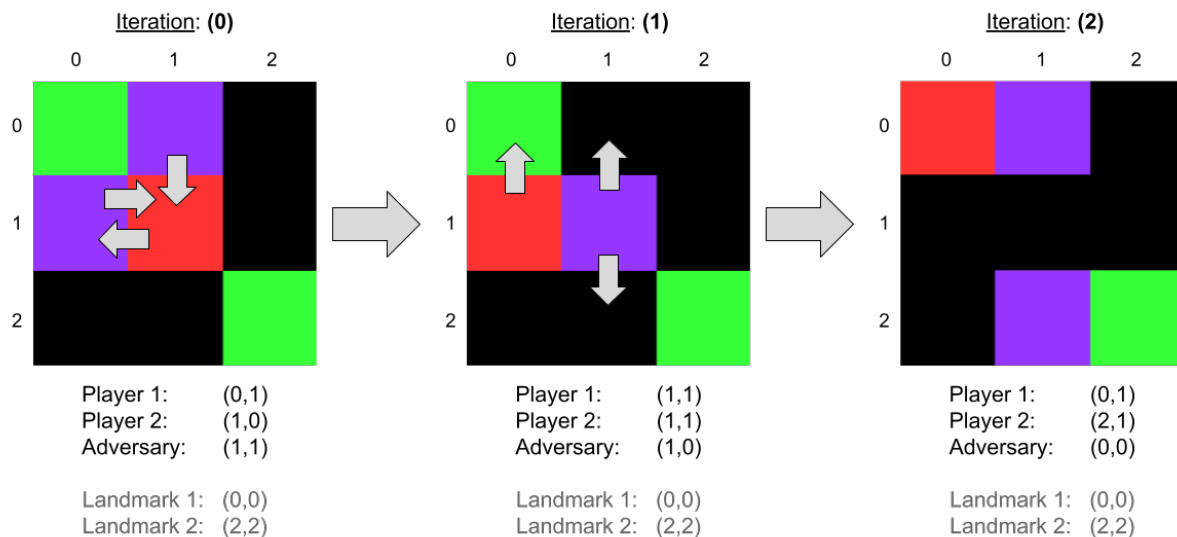 Iteration: (0)
0 1 2
0
1
2
Player 1: (0,1)
Player 2: (1,0)
Adversary: (1,1)
Landmark 1: (0,0)
Landmark 2: (2,2)
Iteration: (1)
0 1 2
0
1
2
Player 1: (1,1)
Player 2: (1,1)
Adversary: (1,0)
Landmark 1: (0,0)
Landmark 2: (2,2)
Iteration: (2)
0 1 2
0
1
2
Player 1: (0,1)
Player 2: (2,1)
Adversary: (0,0)
Landmark 1: (0,0)
Landmark 2: (2,2)